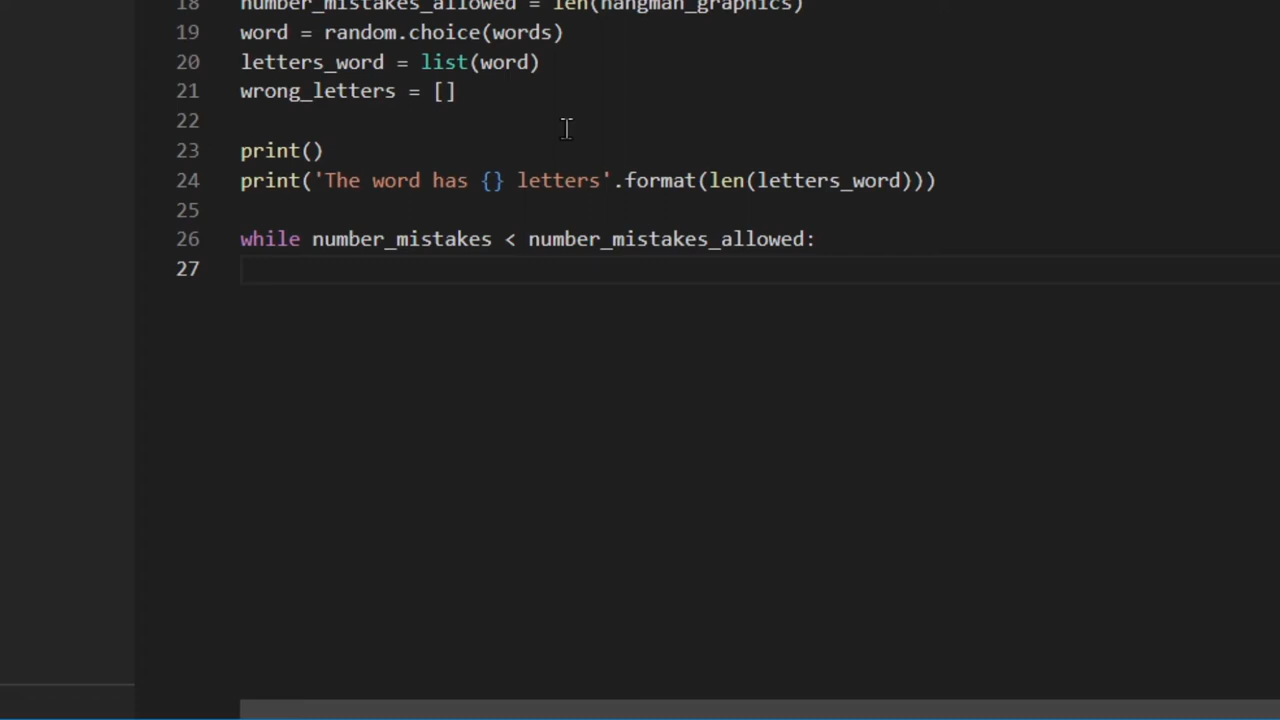 18 number_mistakes_allowed = len(hangman_graphics)
19 word = random.choice(words)
20 letters_word = list(word)
21 wrong_letters = []
22
23 print()
24 print('The word has {} letters'.format(len(letters_word)))
25
26 while number_mistakes < number_mistakes_allowed:
27